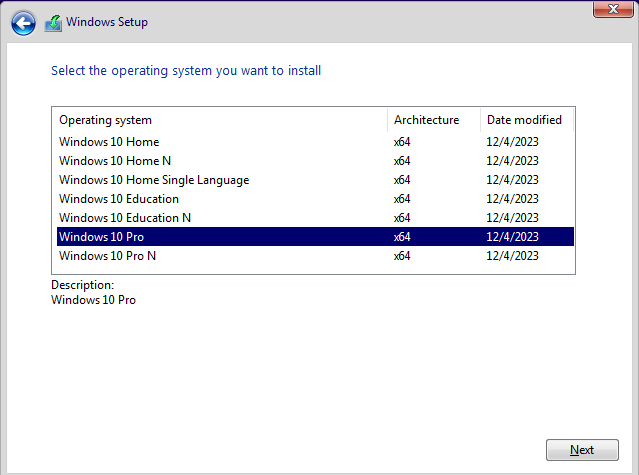 Windows Setup
Select the operating system you want to install
Operating system Architecture Date modified
Windows 10 Home x64 12/4/2023
Windows 10 Home N x64 12/4/2023
Windows 10 Home Single Language x64 12/4/2023
Windows 10 Education x64 12/4/2023
Windows 10 Education N x64 12/4/2023
Windows 10 Pro x64 12/4/2023
Windows 10 Pro N x64 12/4/2023
Description:
Windows 10 Pro
Next